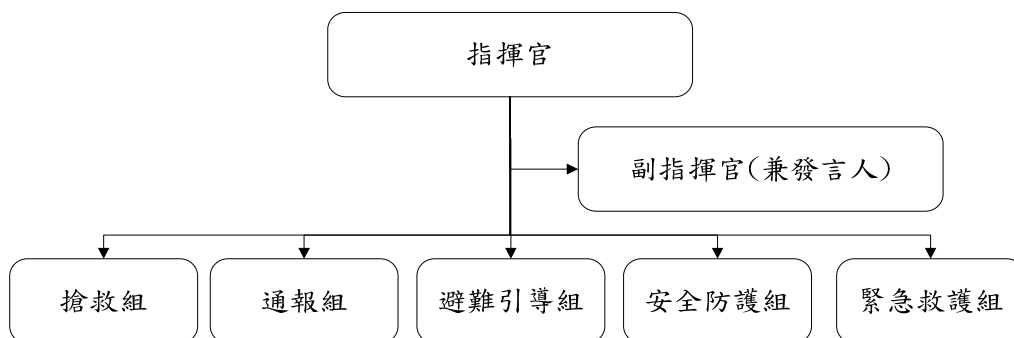 指揮官
副指揮官(兼發言人)
搶救組
通報組
避難引導組
安全防護組
緊急救護組